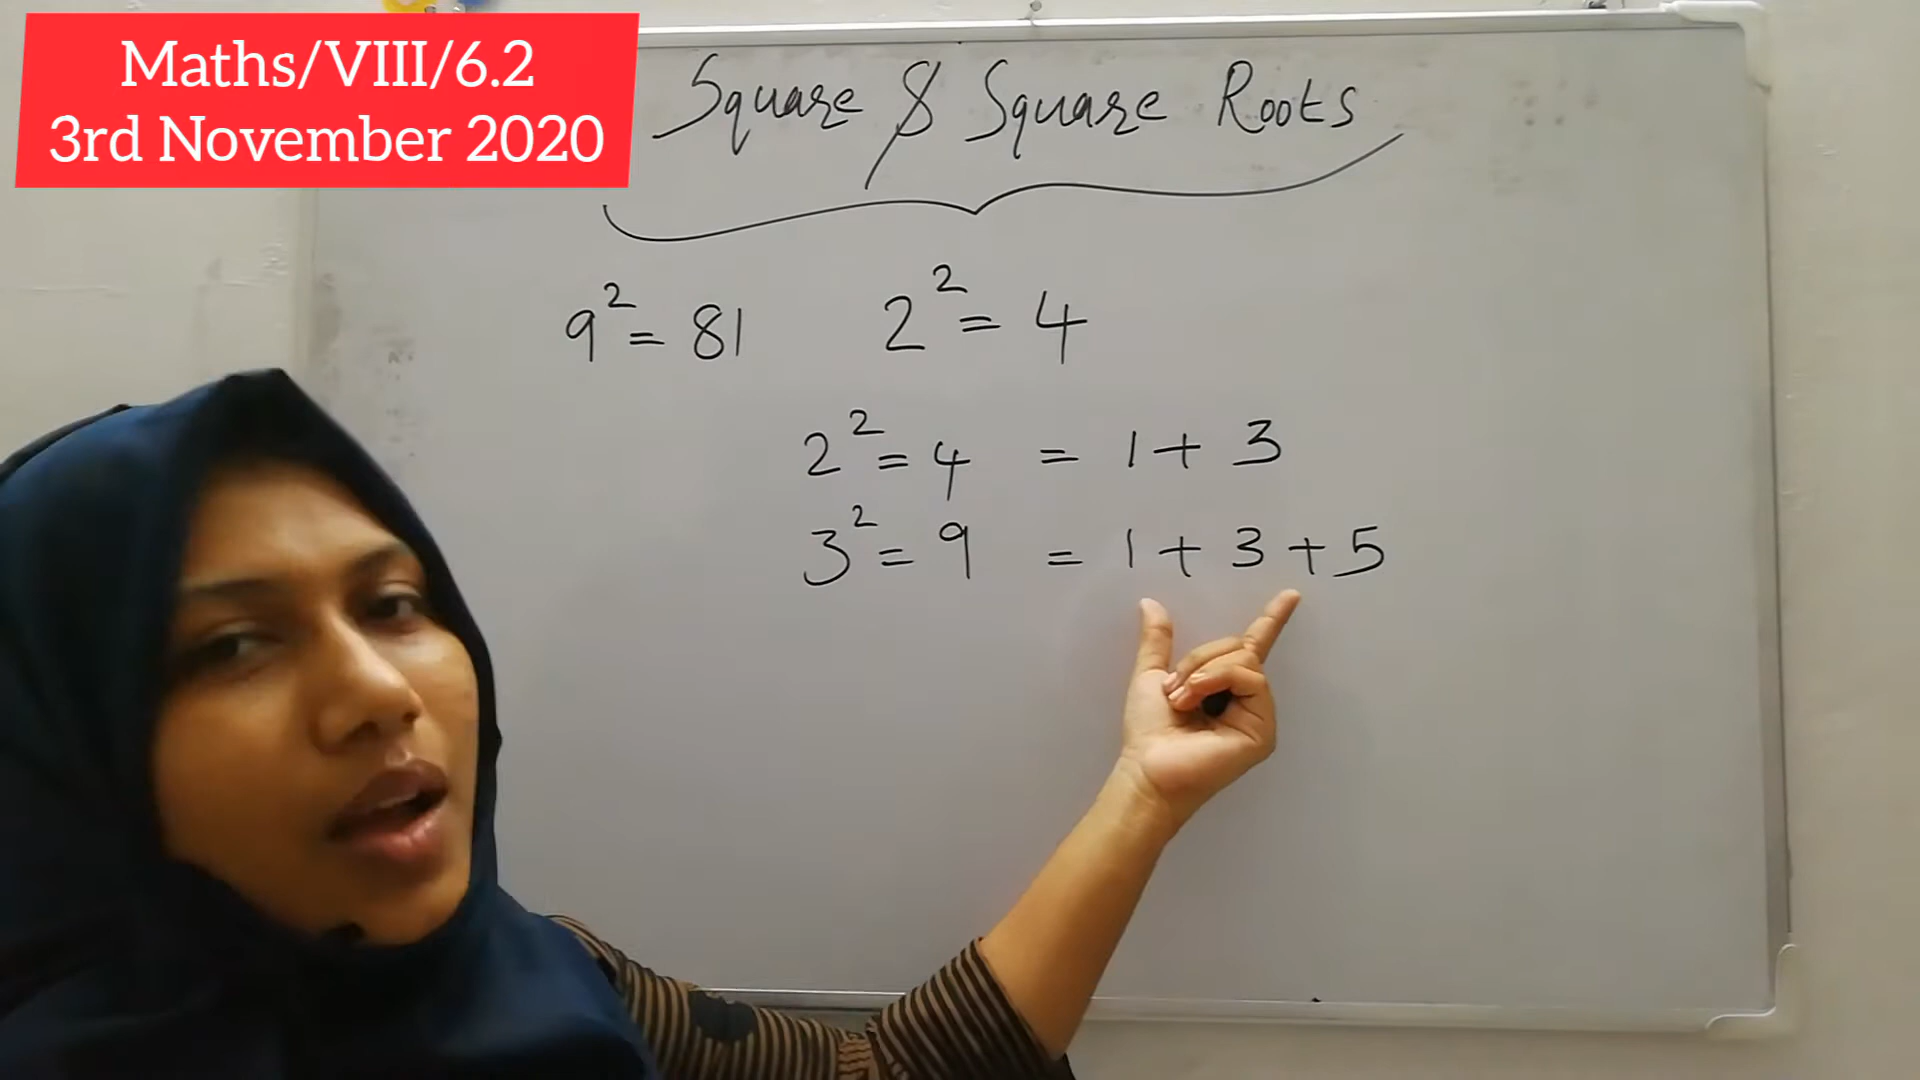 Maths/VIII/6.2
3rd November 2020
Square & Square Roots
9² = 81 2² = 4
2² = 4 = 1 + 3
3² = 9 = 1 + 3 + 5